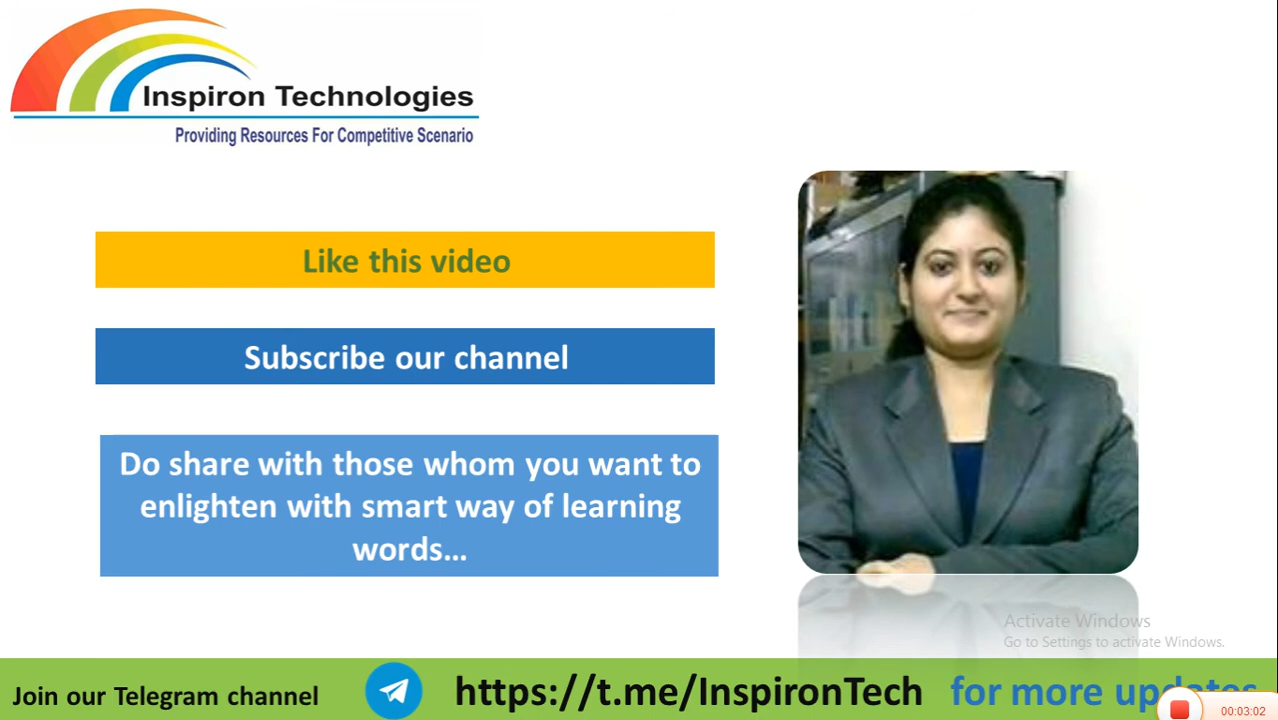 Inspiron Technologies
Providing Resources For Competitive Scenario
Like this video
Subscribe our channel
Do share with those whom you want to
enlighten with smart way of learning
words...
Activate Windows
Go to Settings to activate Windows.
Join our Telegram channel https://t.me/InspironTech for more updates
00:03:02